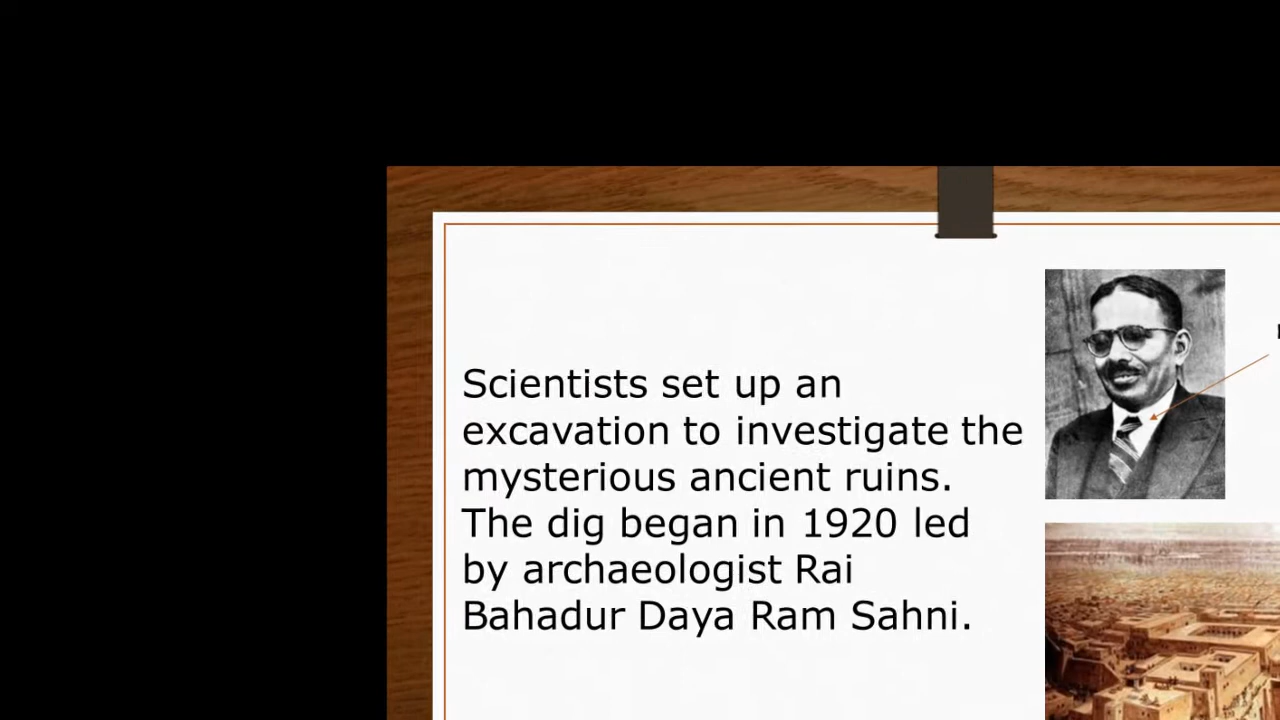 Scientists set up an
excavation to investigate the
mysterious ancient ruins.
The dig began in 1920 led
by archaeologist Rai
Bahadur Daya Ram Sahni.